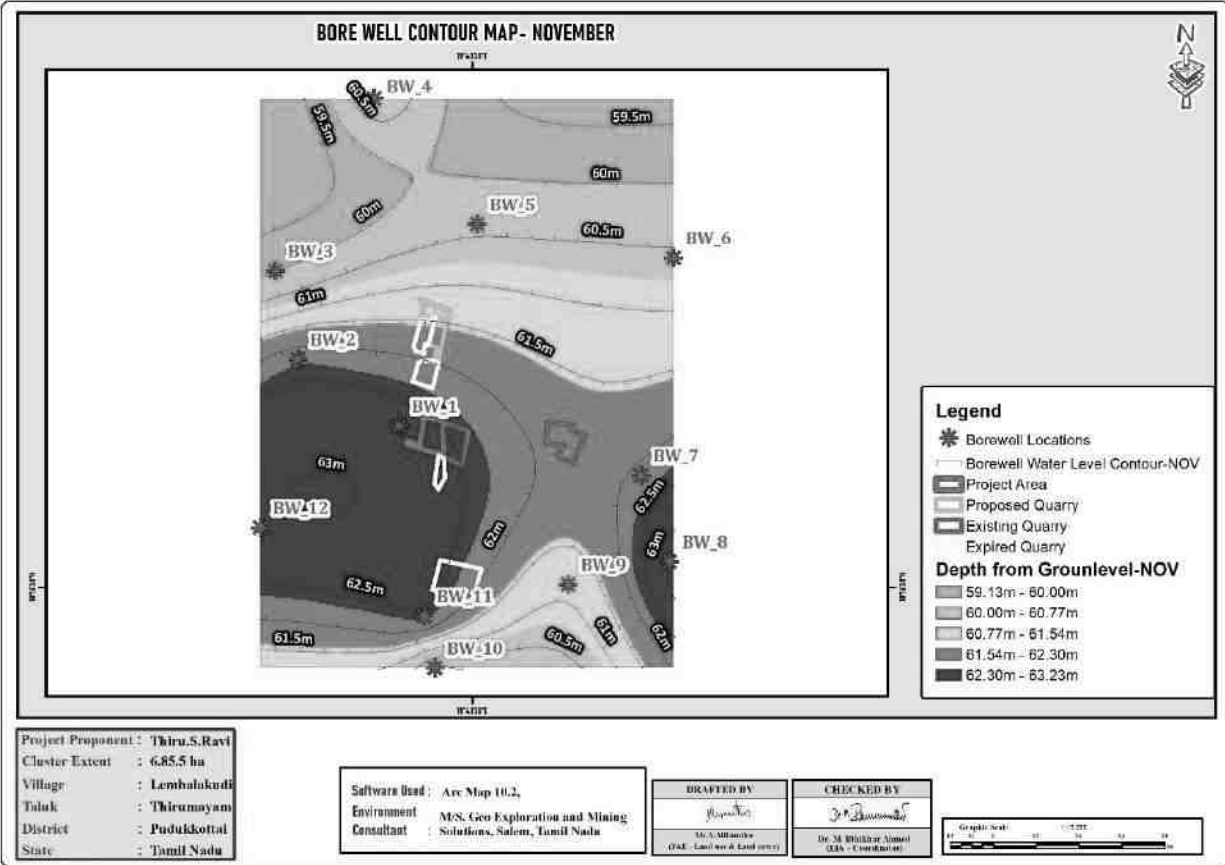 BORE WELL CONTOUR MAP- NOVEMBER
N
BW_4
60.5m
59.5m
59.5m
60m
60m
BW_5
60.5m
BW_6
BW_3
61m
BW_2
61.5m
BW_1
63m
BW_7
62.5m
BW_12
62m
63m
BW_8
62.5m
BW_9
BW_11
61.5m
60.5m
61m
62m
BW_10
Legend
Borewell Locations
Borewell Water Level Contour-NOV
Project Area
Proposed Quarry
Existing Quarry
Expired Quarry
Depth from Grounlevel-NOV
59.13m - 60.00m
60.00m - 60.77m
60.77m - 61.54m
61.54m - 62.30m
62.30m - 63.23m
Project Proponent : Thiru.S.Ravi
Cluster Extent : 6.85.5 ha
Village : Lembalakudi
Taluk : Thirumayam
District : Pudukkottai
State : Tamil Nadu
Software Used : Arc Map 10.2,
Environment Consultant : M/S. Geo Exploration and Mining
Solutions, Salem, Tamil Nadu
DRAFTED BY
CHECKED BY
(EIA - Coordinator)
Graphic Scale